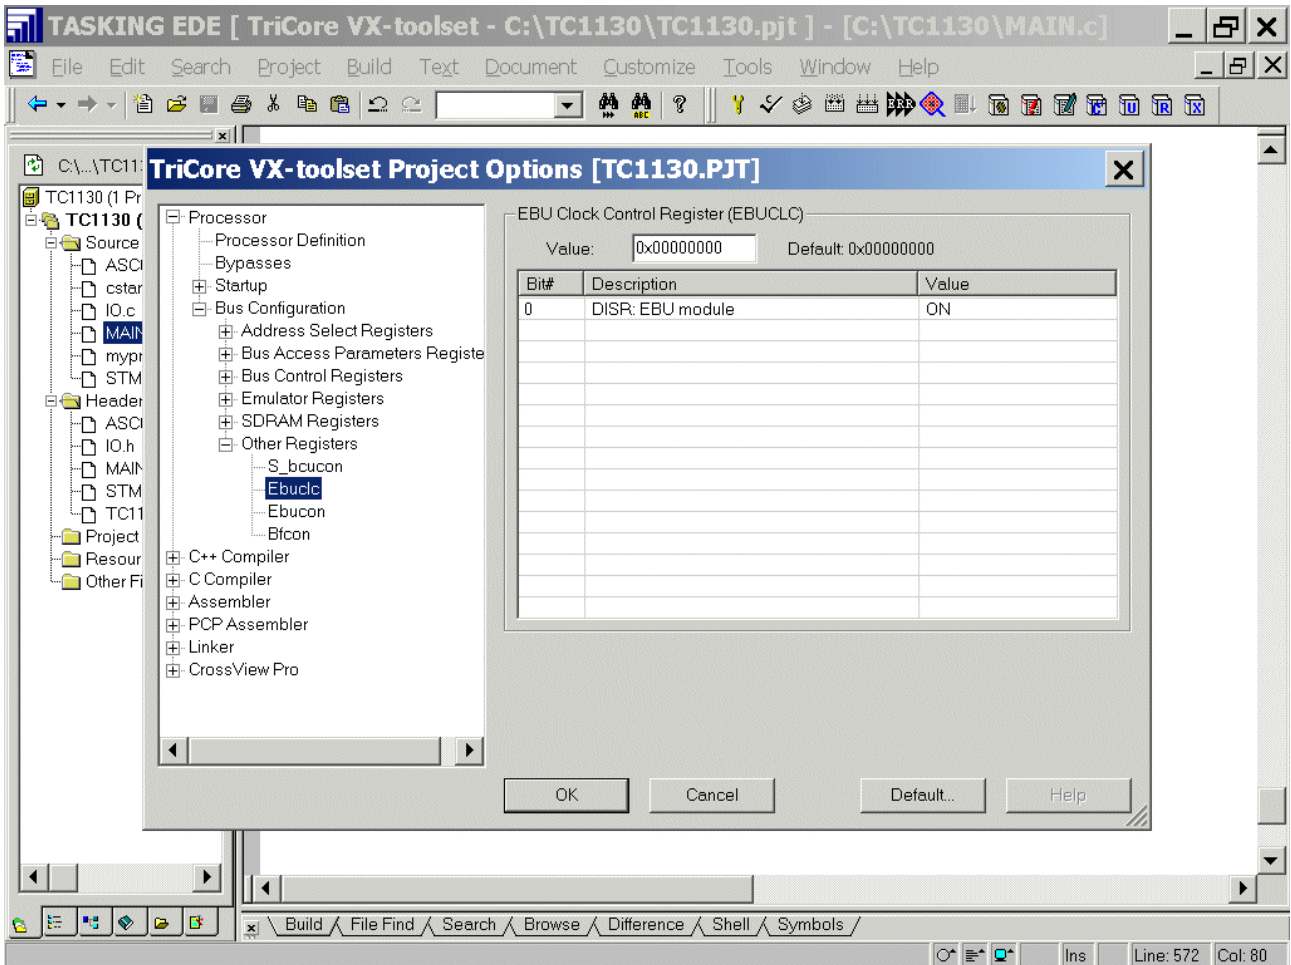 TASKING EDE [ TriCore VX-toolset - C:\TC1130\TC1130.pjt ] - [C:\TC1130\MAIN.c]
File Edit Search Project Build Text Document Customize Tools Window Help
C:\...\TC11
TC1130 (1 Pr
TC1130 (
Source
ASCI
cstar
IO.c
MAIN
mypr
STM
Header
ASCI
IO.h
MAIN
STM
TC11
Project
Resour
Other Fi
TriCore VX-toolset Project Options [TC1130.PJT]
Processor
Processor Definition
Bypasses
Startup
Bus Configuration
Address Select Registers
Bus Access Parameters Registe
Bus Control Registers
Emulator Registers
SDRAM Registers
Other Registers
S_bcucon
Ebuclc
Ebucon
Bfcon
C++ Compiler
C Compiler
Assembler
PCP Assembler
Linker
CrossView Pro
EBU Clock Control Register (EBUCLC)
Value: 0x00000000 Default: 0x00000000
Bit# Description Value
0 DISR: EBU module ON
OK Cancel Default... Help
Build File Find Search Browse Difference Shell Symbols
Ins Line: 572 Col: 80